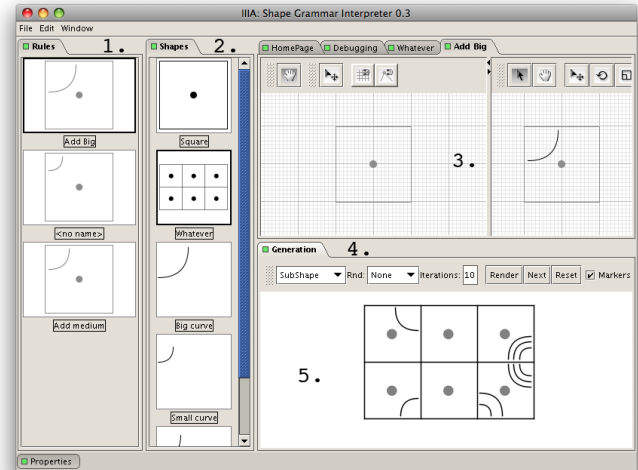 IIIA: Shape Grammar Interpreter 0.3
File Edit Window
Rules 1.
Add Big
<no name>
Add medium
Shapes 2.
Square
Whatever
Big curve
Small curve
HomePage Debugging Whatever Add Big
3.
Generation 4.
SubShape Rnd: None Iterations: 10 Render Next Reset Markers
5.
Properties